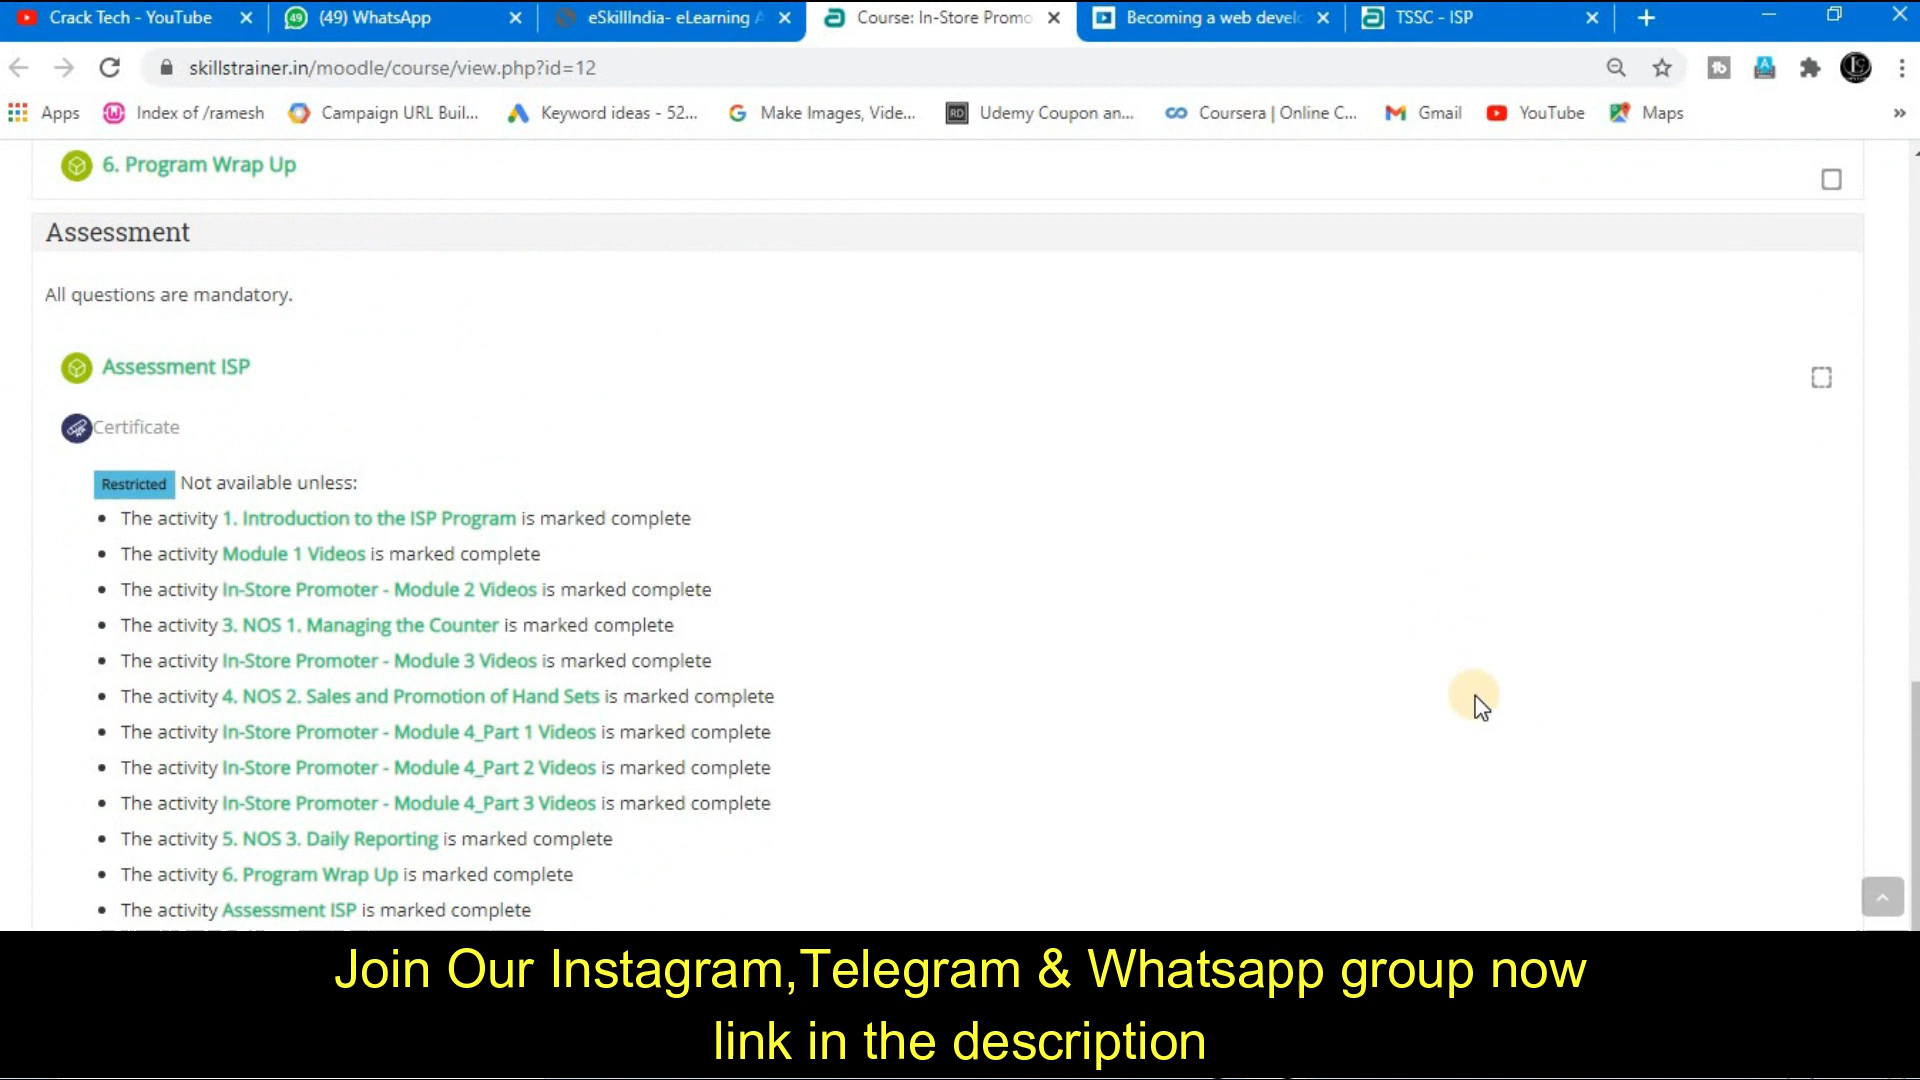 Crack Tech - YouTube
(49) WhatsApp
eSkillIndia- eLearning
Course: In-Store Promo
Becoming a web devel
TSSC - ISP
skillstrainer.in/moodle/course/view.php?id=12
Apps
Index of /ramesh
Campaign URL Buil...
Keyword ideas - 52...
Make Images, Vide...
RD
Udemy Coupon an...
Coursera | Online C...
Gmail
YouTube
Maps
»
6. Program Wrap Up
Assessment
All questions are mandatory.
Assessment ISP
Certificate
Restricted Not available unless:
• The activity 1. Introduction to the ISP Program is marked complete
• The activity Module 1 Videos is marked complete
• The activity In-Store Promoter - Module 2 Videos is marked complete
• The activity 3. NOS 1. Managing the Counter is marked complete
• The activity In-Store Promoter - Module 3 Videos is marked complete
• The activity 4. NOS 2. Sales and Promotion of Hand Sets is marked complete
• The activity In-Store Promoter - Module 4_Part 1 Videos is marked complete
• The activity In-Store Promoter - Module 4_Part 2 Videos is marked complete
• The activity In-Store Promoter - Module 4_Part 3 Videos is marked complete
• The activity 5. NOS 3. Daily Reporting is marked complete
• The activity 6. Program Wrap Up is marked complete
• The activity Assessment ISP is marked complete
Join Our Instagram,Telegram & Whatsapp group now
link in the description